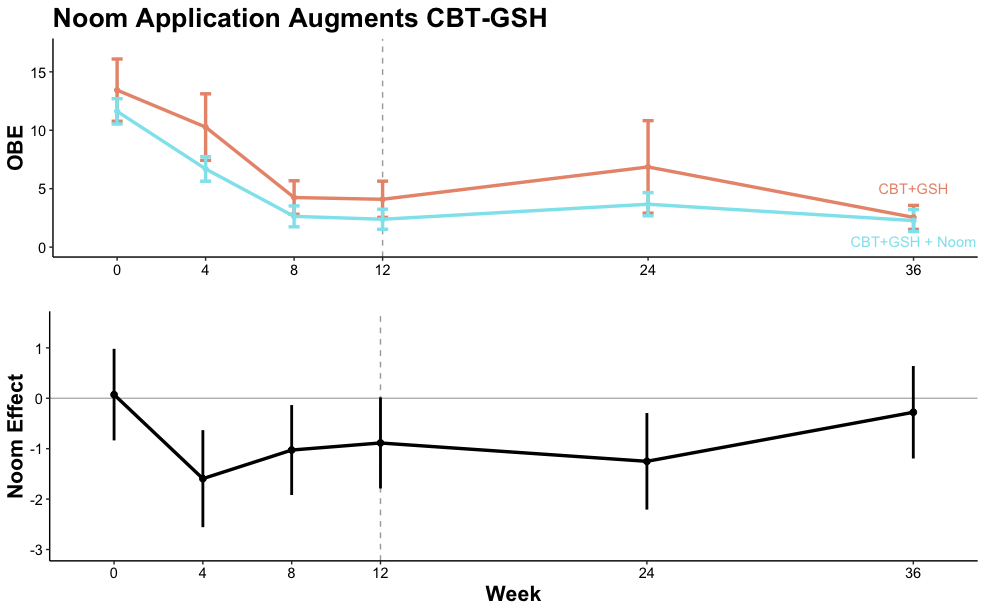 Noom Application Augments CBT-GSH
OBE
15
10
5
0
CBT+GSH
CBT+GSH + Noom
0 4 8 12 24 36
Noom Effect
1
0
-1
-2
-3
0 4 8 12 24 36
Week